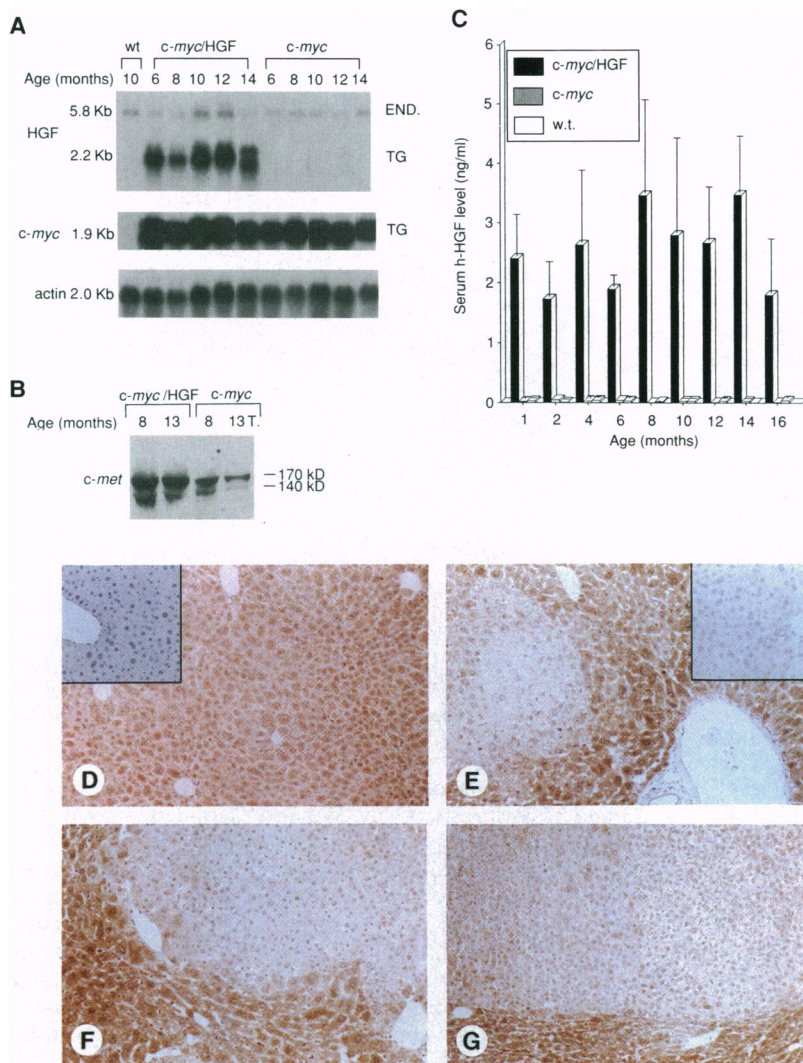 A
wt c-myc/HGF c-myc
Age (months) 10 6 8 10 12 14 6 8 10 12 14
HGF
5.8 Kb END.
2.2 Kb TG
c-myc 1.9 Kb TG
actin 2.0 Kb
B
c-myc/HGF c-myc
Age (months) 8 13 8 13 T.
c-met
170 kD
140 kD
C
6
5
4
3
2
1
0
Serum h-HGF level (ng/ml)
c-myc/HGF
c-myc
w.t.
1 2 4 6 8 10 12 14 16
Age (months)
D
E
F
G